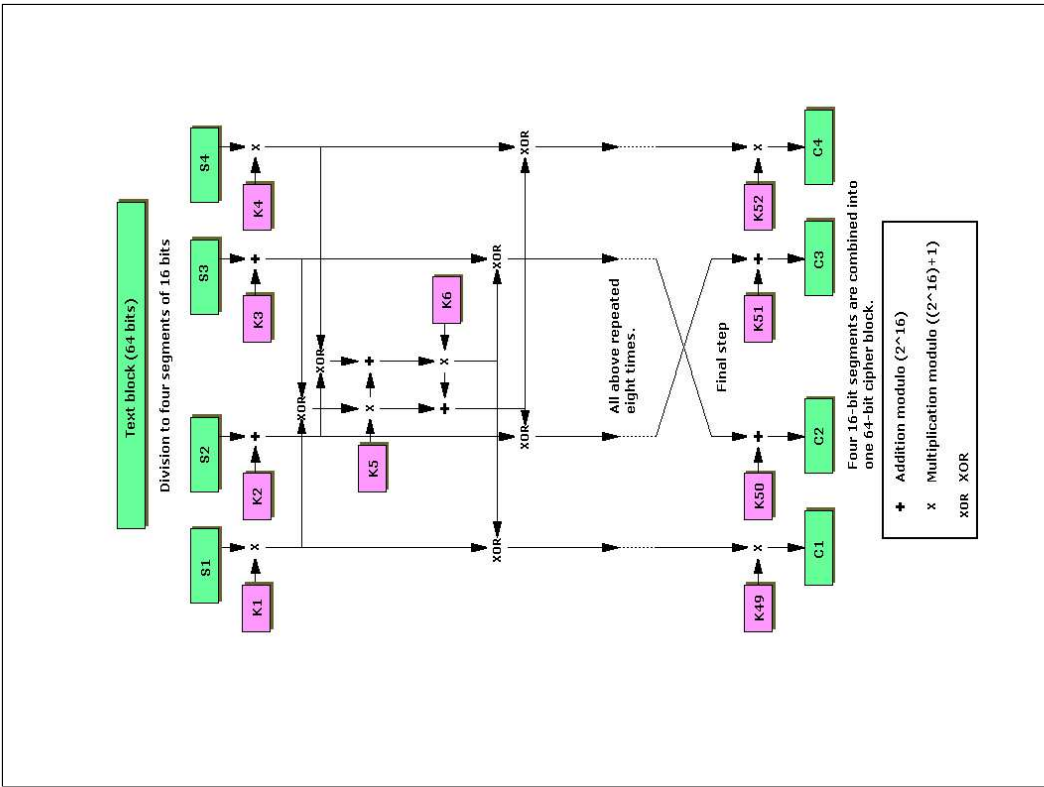 Text block (64 bits)
Division to four segments of 16 bits
S1
S2
S3
S4
K1
x
K2
+
K3
+
K4
x
XOR
XOR
K5
x
+
+
x
K6
XOR
XOR
XOR
XOR
All above repeated
eight times.
Final step
K49
x
K50
+
K51
+
K52
x
C1
C2
C3
C4
Four 16-bit segments are combined into
one 64-bit cipher block.
+ Addition modulo (2^16)
x Multiplication modulo ((2^16)+1)
XOR XOR